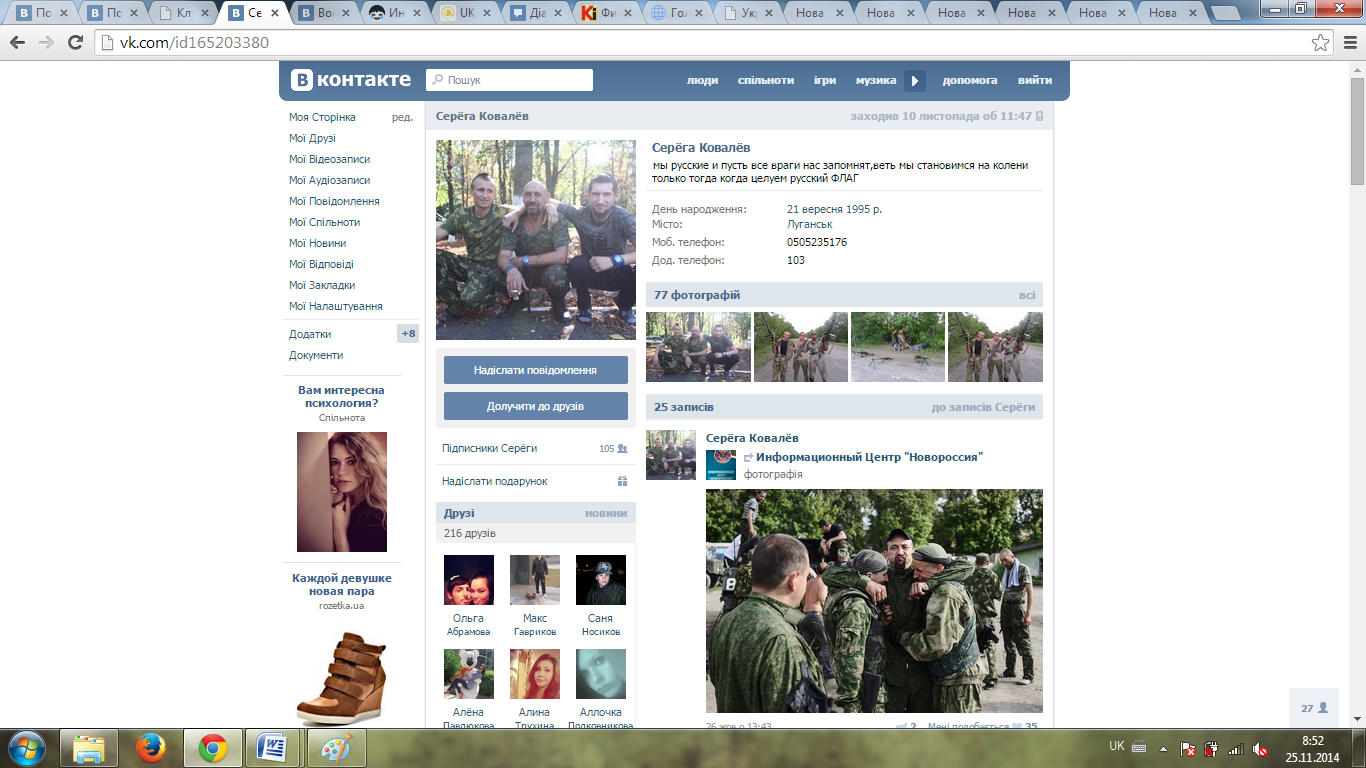 По
По
Клу
Се
Вос
Ин
UK
Діа
Фи
Гол
Укр
Нова
Нова
Нова
Нова
Нова
Нова
vk.com/id165203380
В контакте
Пошук
люди спільноти ігри музика допомога вийти
Моя Сторінка ред.
Мої Друзі
Мої Відеозаписи
Мої Аудіозаписи
Мої Повідомлення
Мої Спільноти
Мої Новини
Мої Відповіді
Мої Закладки
Мої Налаштування
Додатки +8
Документи
Вам интересна
психология?
Спільнота
Каждой девушке
новая пара
rozetka.ua
Серёга Ковалёв заходив 10 листопада об 11:47
Надіслати повідомлення
Долучити до друзів
Підписники Серёги 105
Надіслати подарунок
Друзі новини
216 друзів
Ольга
Абрамова
Макс
Гавриков
Саня
Носиков
Алёна
Павлюкова
Алина
Трухина
Аллочка
Полковникова
Серёга Ковалёв
мы русские и пусть все враги нас запомнят,веть мы становимся на колени
только тогда когда целуем русский ФЛАГ
День народження: 21 вересня 1995 р.
Місто: Луганськ
Моб. телефон: 0505235176
Дод. телефон: 103
77 фотографій всі
25 записів до записів Серёги
Серёга Ковалёв
Информационный Центр "Новороссия"
фотографія
26 жов о 13:43 2 Мені подобається 35
27
UK
8:52
25.11.2014